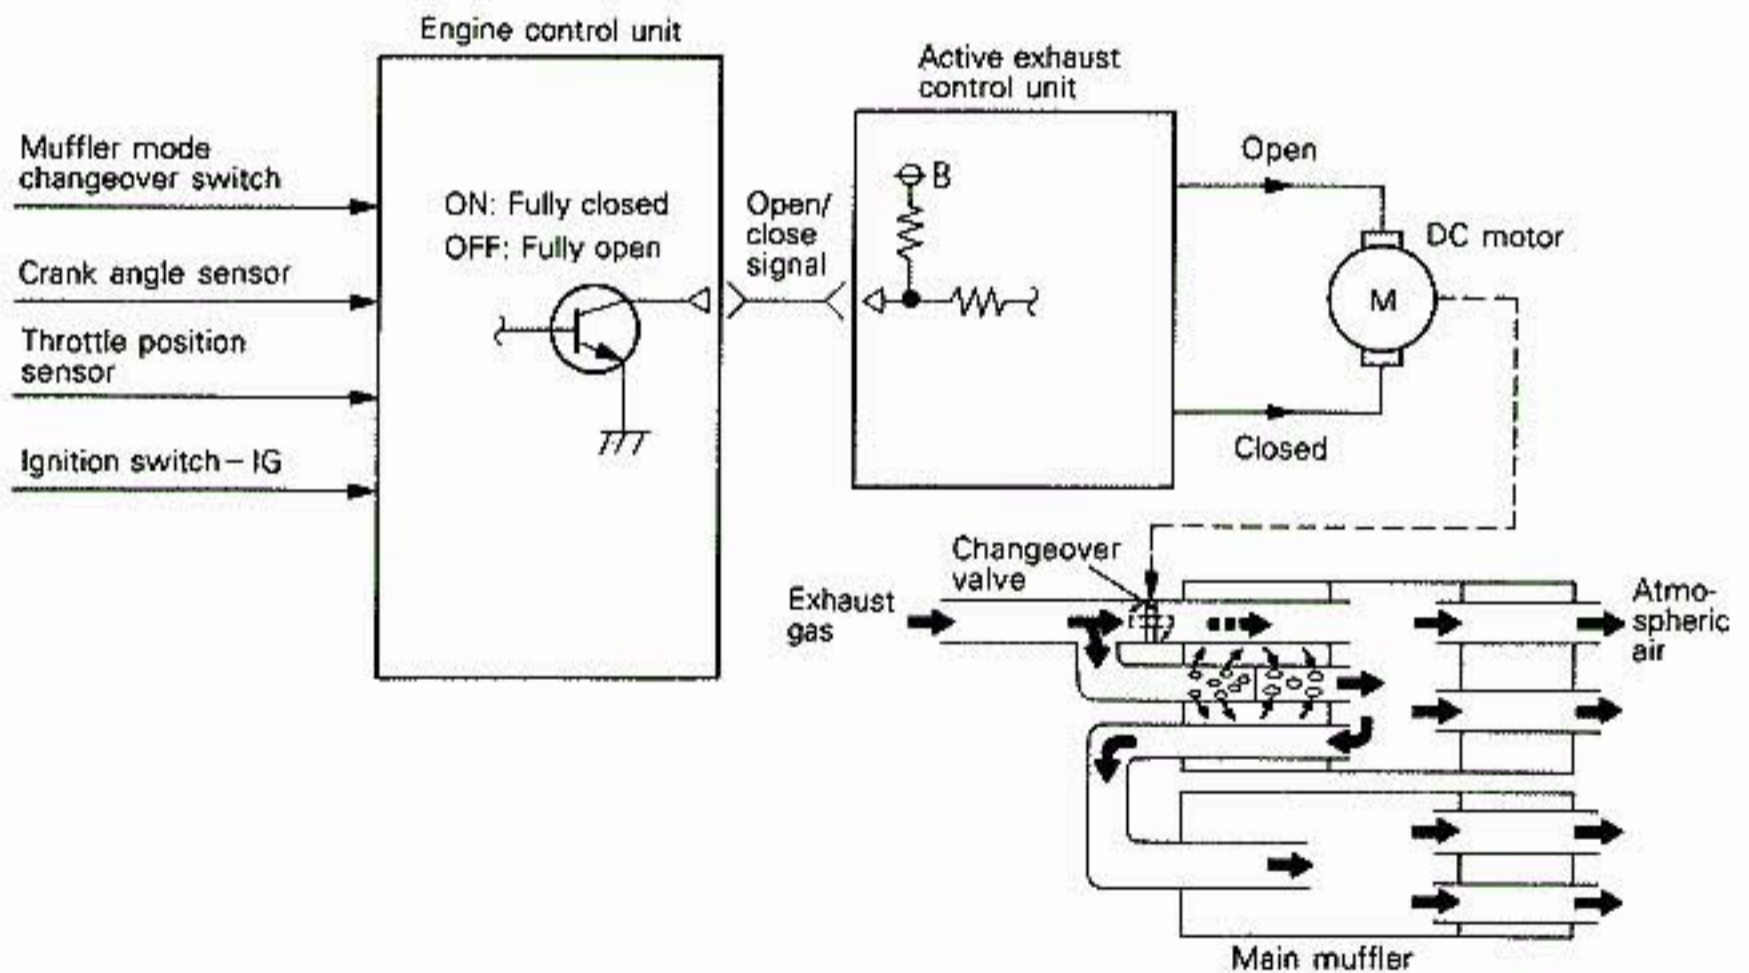 Engine control unit
Active exhaust
control unit
Muffler mode
changeover switch
Crank angle sensor
Throttle position
sensor
Ignition switch–IG
ON: Fully closed
OFF: Fully open
Open/
close
signal
B
Open
DC motor
M
Closed
Changeover
valve
Exhaust
gas
Atmo-
spheric
air
Main muffler